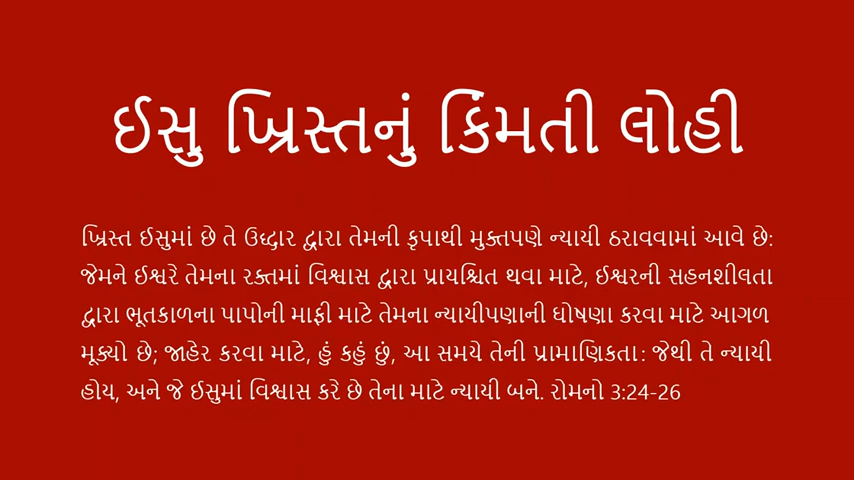 ઈસુ ખ્રિસ્તનું કિંમતી લોહી
ખ્રિસ્ત ઈસુમાં છે તે ઉદ્ધાર દ્વારા તેમની કૃપાથી મુક્તપણે ન્યાયી ઠરાવવામાં આવે છે:
જેમને ઈશ્વરે તેમના રક્તમાં વિશ્વાસ દ્વારા પ્રાયશ્ચિત થવા માટે, ઈશ્વરની સહનશીલતા
દ્વારા ભૂતકાળના પાપોની માફી માટે તેમના ન્યાયીપણાની ઘોષણા કરવા માટે આગળ
મૂક્યો છે; જાહેર કરવા માટે, હું કહું છું, આ સમયે તેની પ્રામાણિકતા: જેથી તે ન્યાયી
હોય, અને જે ઈસુમાં વિશ્વાસ કરે છે તેના માટે ન્યાયી બને. રોમનો 3:24-26